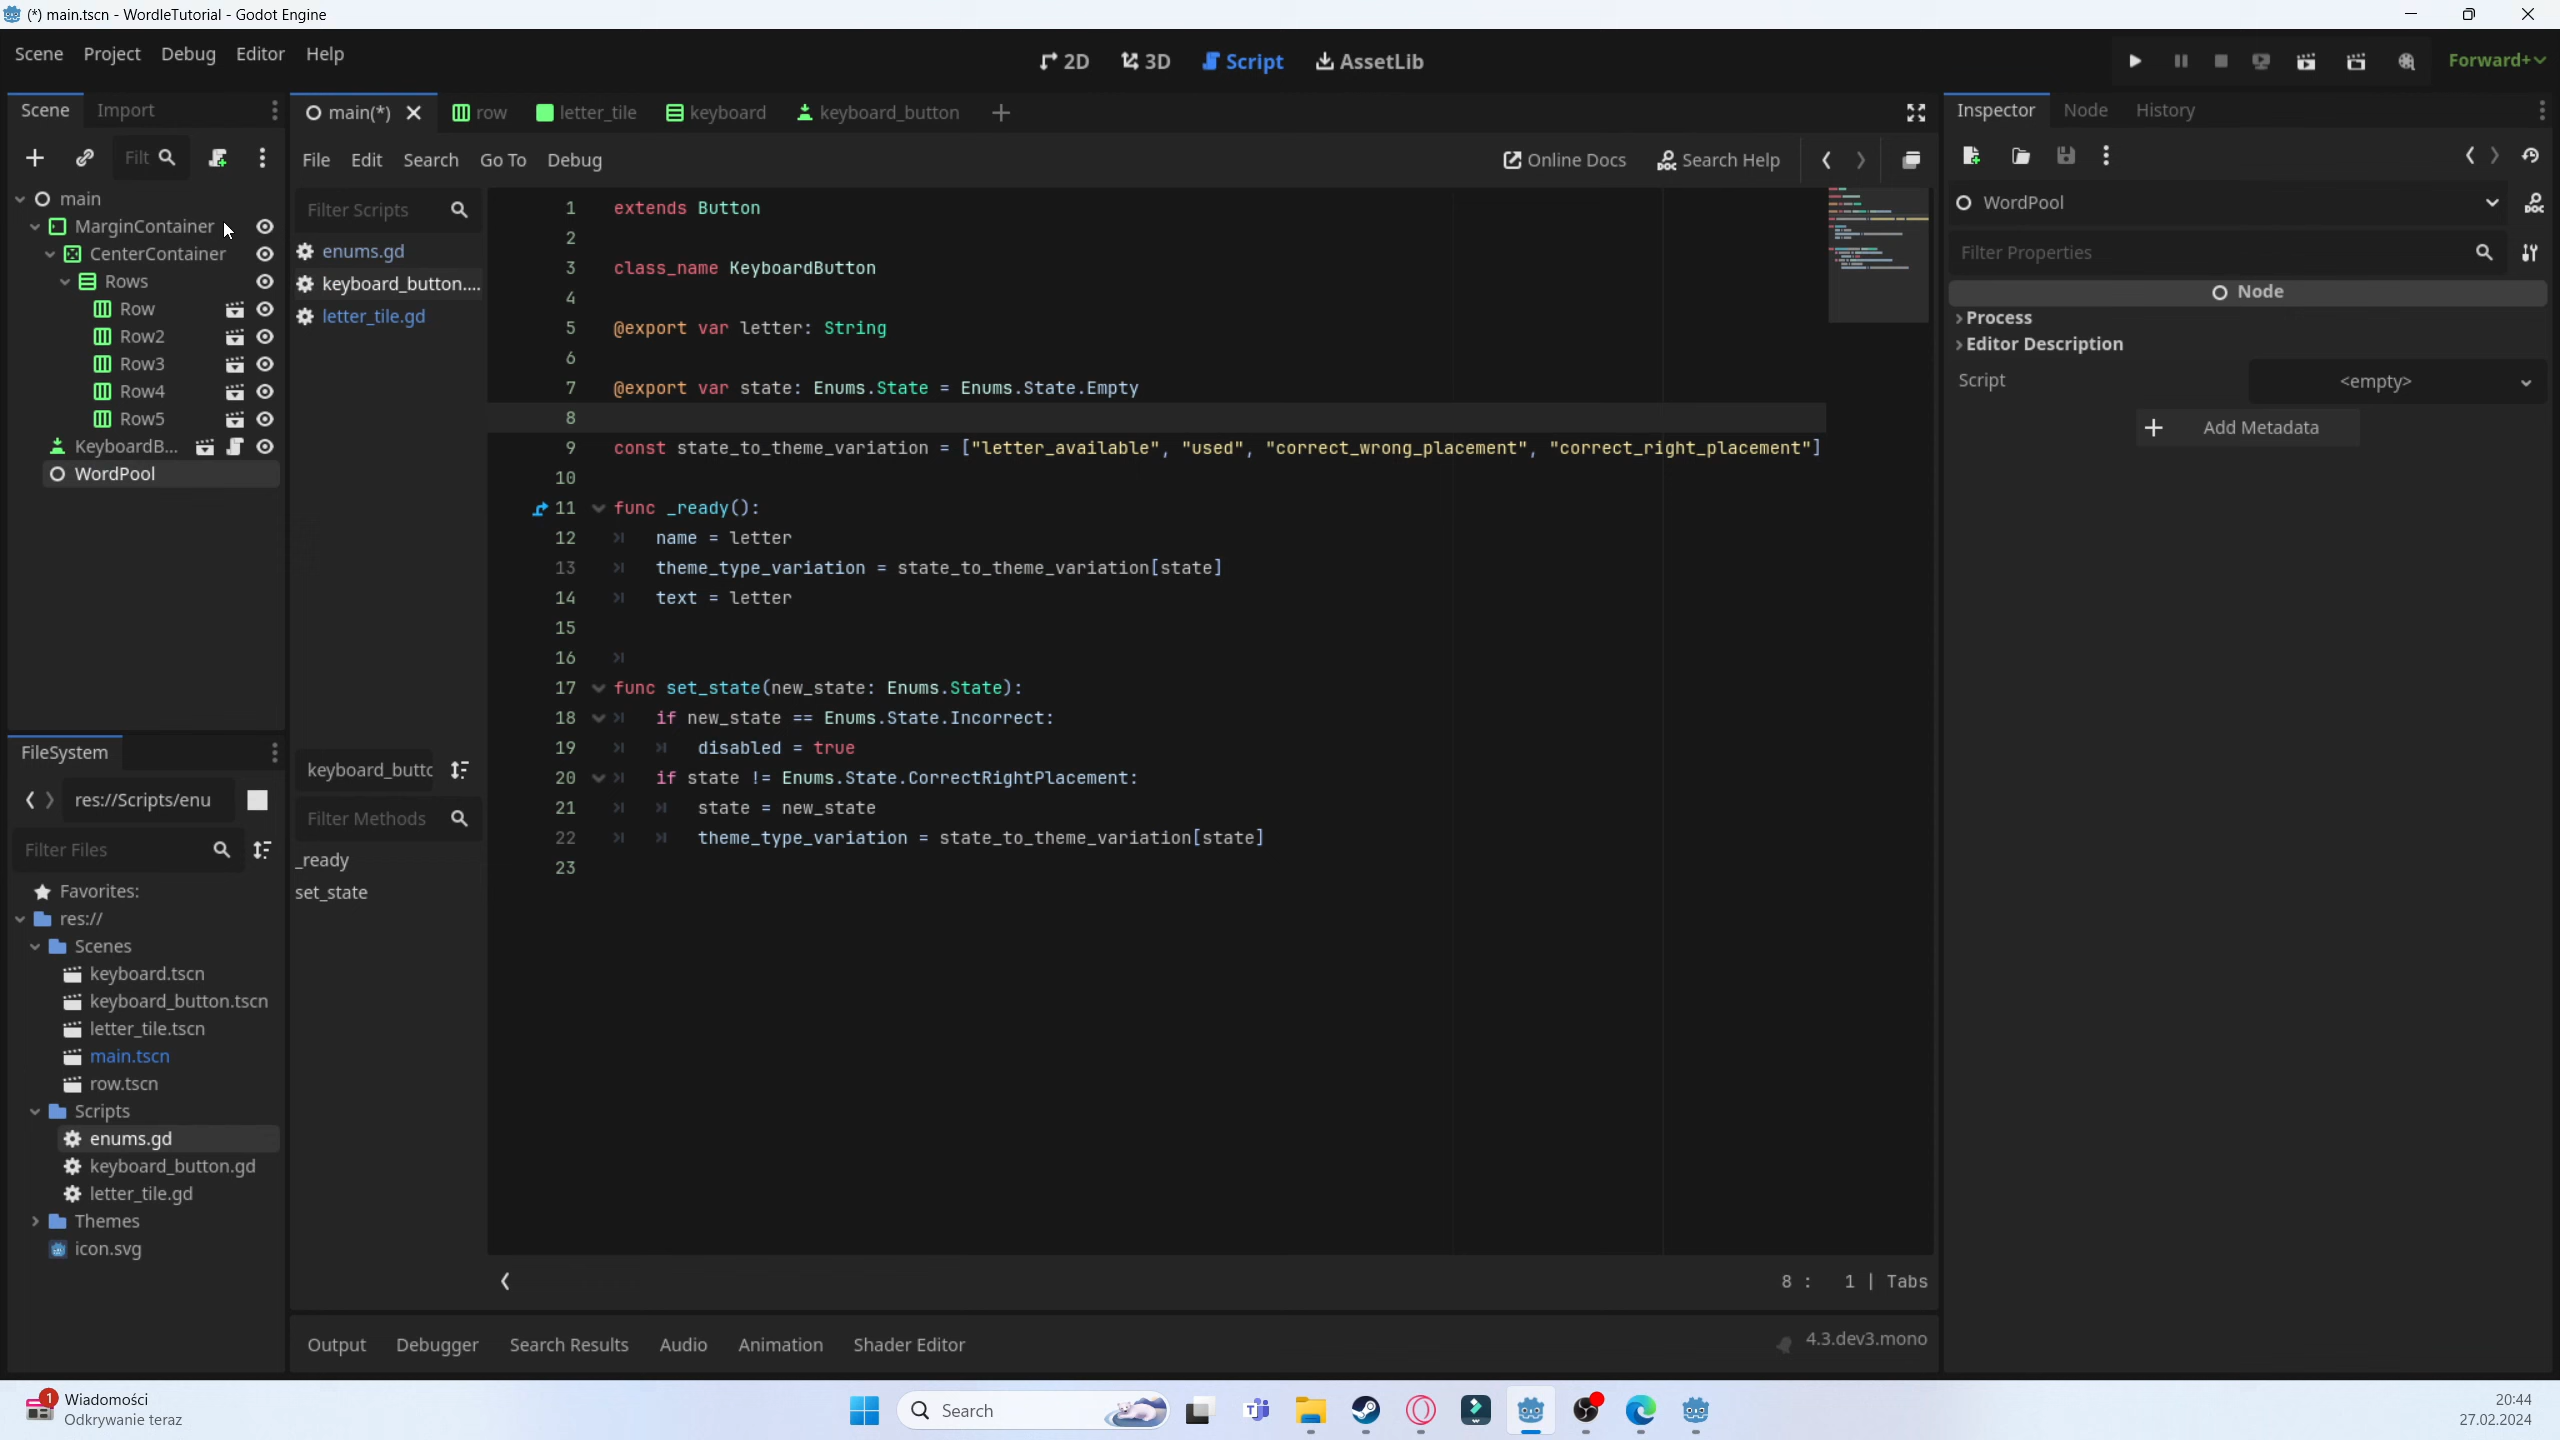 (*) main.tscn - WordleTutorial - Godot Engine
Scene Project Debug Editor Help
2D 3D Script AssetLib
Forward+
Scene Import
main(*) row letter_tile keyboard keyboard_button
Inspector Node History
Filt
File Edit Search Go To Debug
Online Docs Search Help
main
MarginContainer
CenterContainer
Rows
Row
Row2
Row3
Row4
Row5
KeyboardB...
WordPool
Filter Scripts
enums.gd
keyboard_button....
letter_tile.gd
1 extends Button
2
3 class_name KeyboardButton
4
5 @export var letter: String
6
7 @export var state: Enums.State = Enums.State.Empty
8
9 const state_to_theme_variation = ["letter_available", "used", "correct_wrong_placement", "correct_right_placement"]
10
11 func _ready():
12 name = letter
13 theme_type_variation = state_to_theme_variation[state]
14 text = letter
15
16
17 func set_state(new_state: Enums.State):
18 if new_state == Enums.State.Incorrect:
19 disabled = true
20 if state != Enums.State.CorrectRightPlacement:
21 state = new_state
22 theme_type_variation = state_to_theme_variation[state]
23
WordPool
Filter Properties
Node
Process
Editor Description
Script <empty>
Add Metadata
FileSystem
res://Scripts/enu
Filter Files
Favorites:
res://
Scenes
keyboard.tscn
keyboard_button.tscn
letter_tile.tscn
main.tscn
row.tscn
Scripts
enums.gd
keyboard_button.gd
letter_tile.gd
Themes
icon.svg
keyboard_butto
Filter Methods
_ready
set_state
8 : 1 | Tabs
Output Debugger Search Results Audio Animation Shader Editor
4.3.dev3.mono
1
Wiadomości
Odkrywanie teraz
Search
20:44
27.02.2024